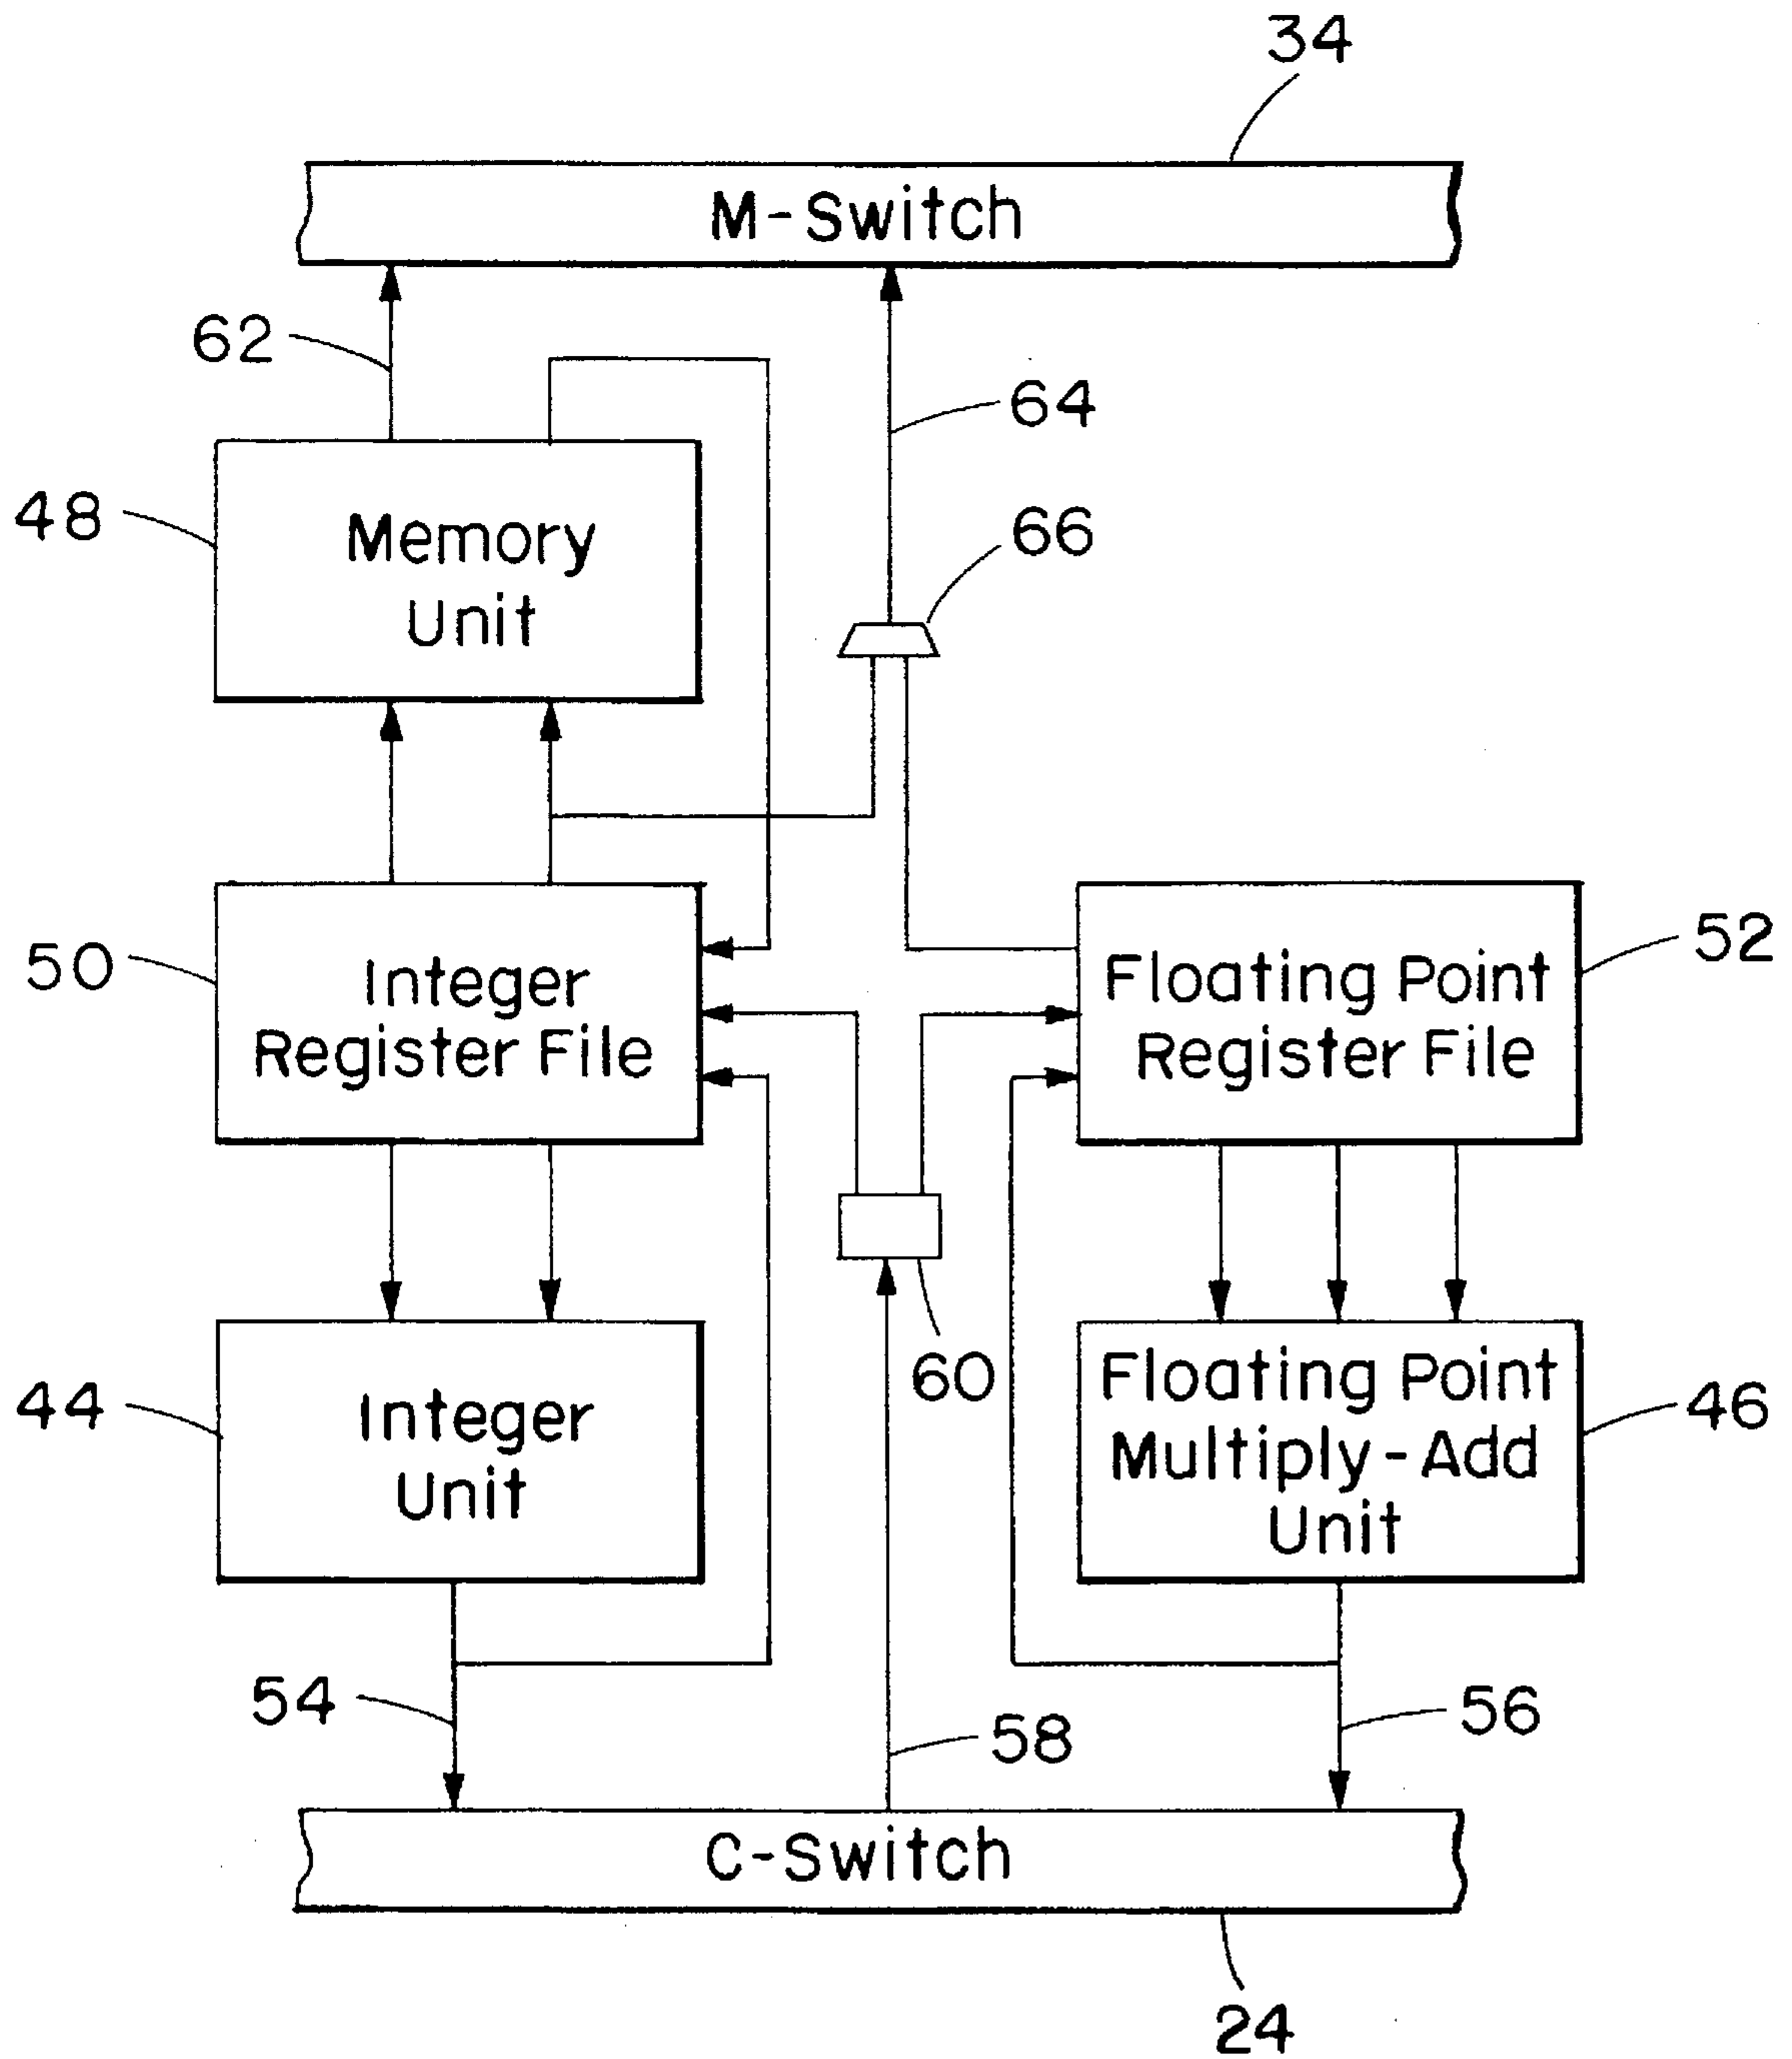 34
M-Switch
62
64
48
Memory
Unit
66
50
Integer
Register File
52
Floating Point
Register File
44
Integer
Unit
60
46
Floating Point
Multiply-Add
Unit
54
58
56
C-Switch
24